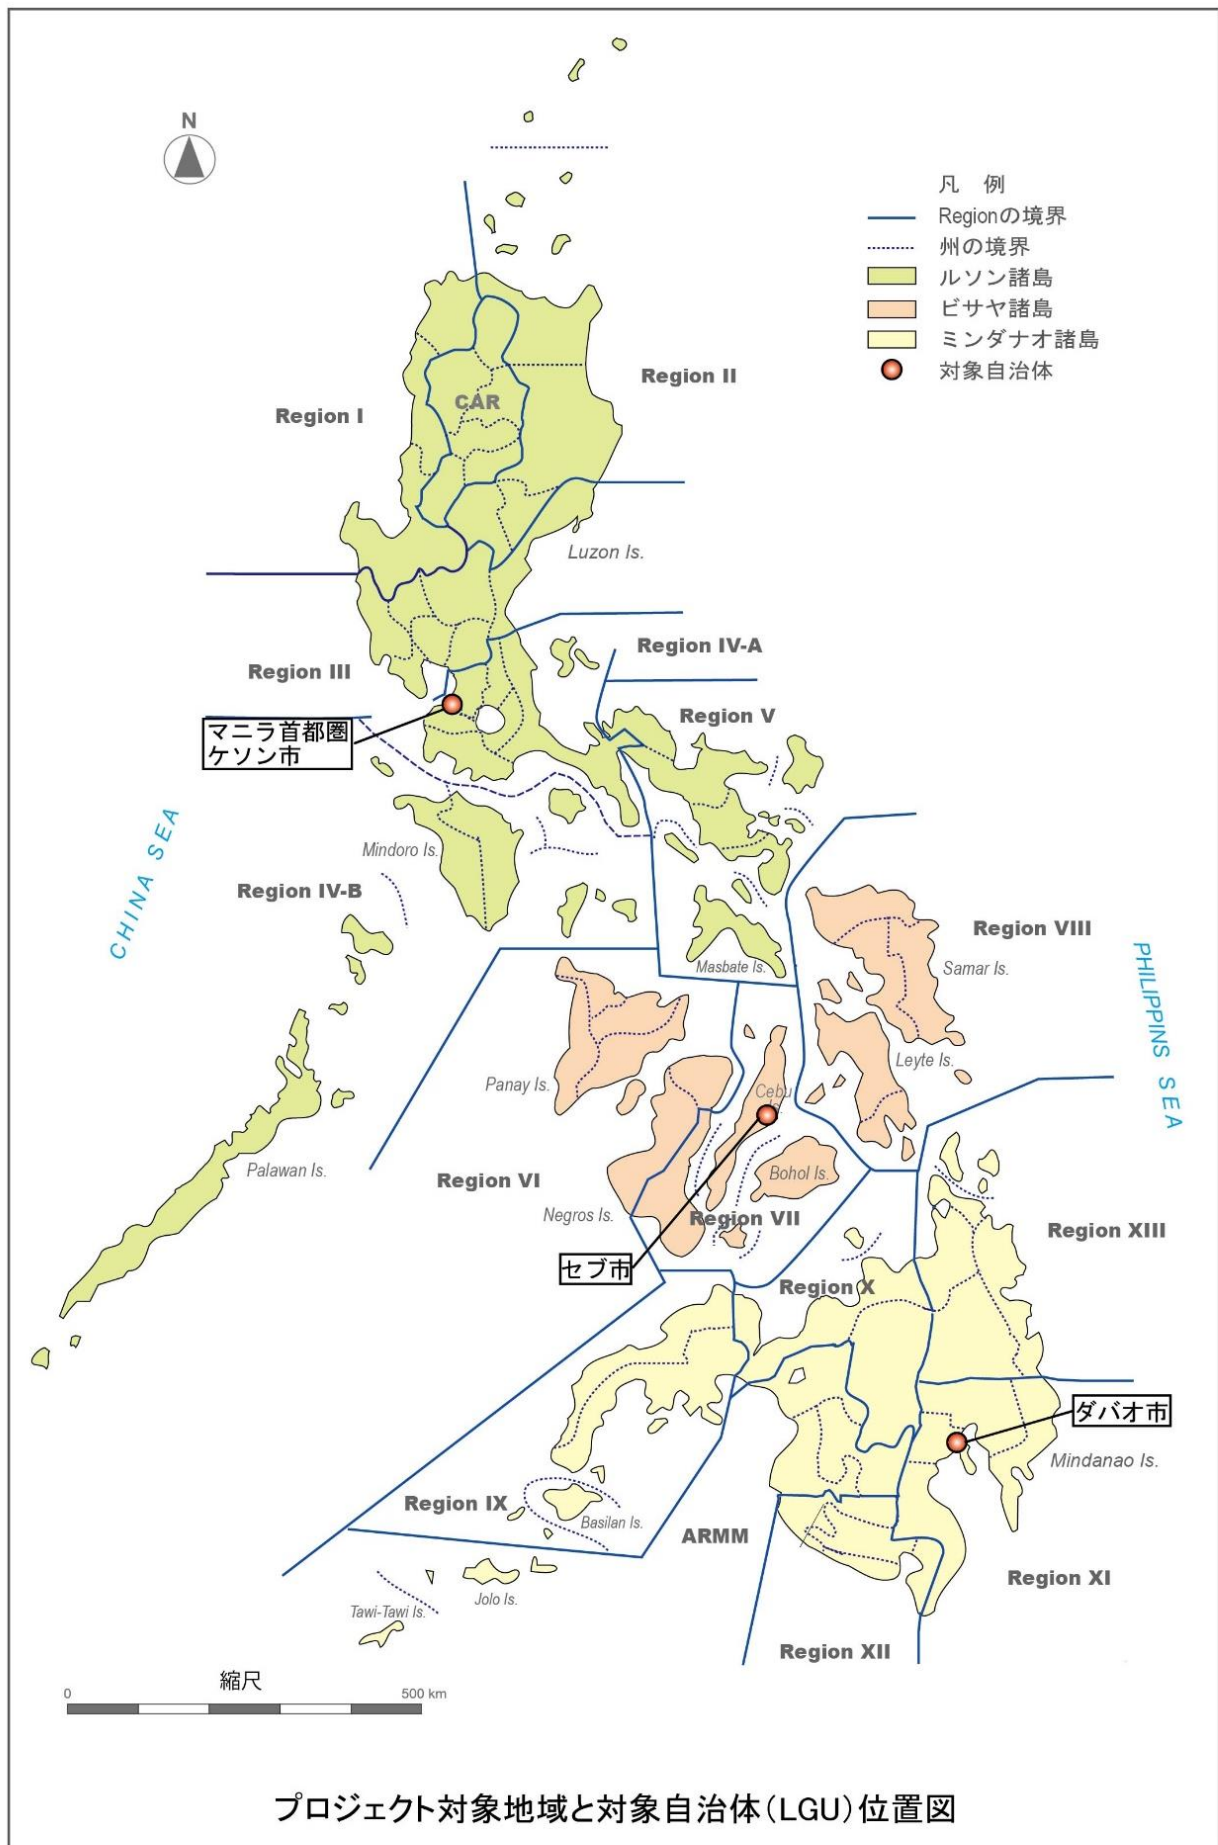 N
凡 例
Regionの境界
州の境界
ルソン諸島
ビサヤ諸島
ミンダナオ諸島
対象自治体
Region II
CAR
Region I
Luzon Is.
Region IV-A
Region III
Region V
マニラ首都圏
ケソン市
CHINA SEA
Mindoro Is.
Region IV-B
Region VIII
PHILIPPINS SEA
Masbate Is.
Samar Is.
Leyte Is.
Panay Is.
Cebu
Is.
Palawan Is.
Region VI
Bohol Is.
Negros Is.
Region VII
Region XIII
セブ市
Region X
ダバオ市
Mindanao Is.
Region IX
Basilan Is.
ARMM
Region XI
Jolo Is.
Tawi-Tawi Is.
Region XII
縮尺
0 500 km
プロジェクト対象地域と対象自治体(LGU)位置図